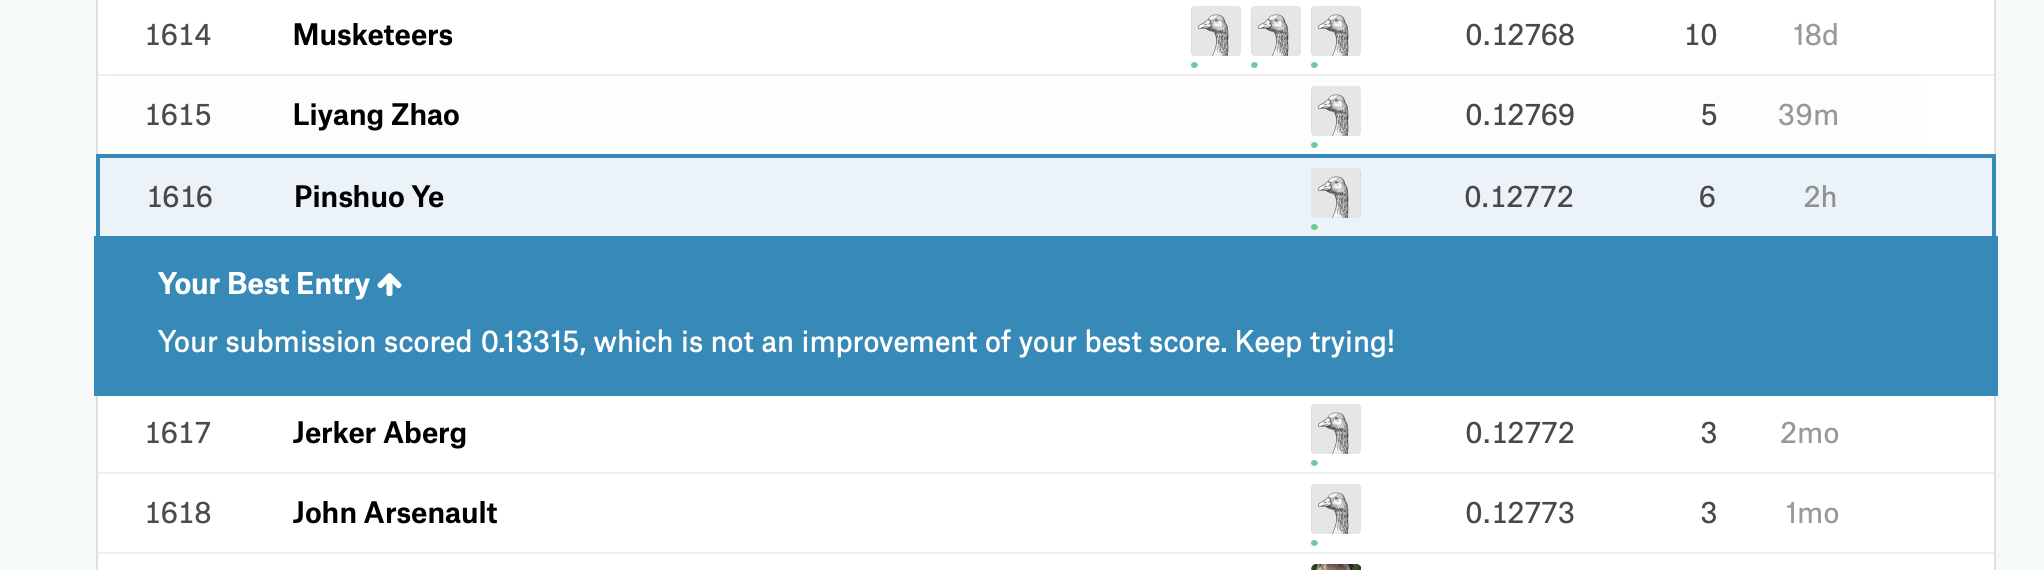 1614 Musketeers 0.12768 10 18d
1615 Liyang Zhao 0.12769 5 39m
1616 Pinshuo Ye 0.12772 6 2h
Your Best Entry
Your submission scored 0.13315, which is not an improvement of your best score. Keep trying!
1617 Jerker Aberg 0.12772 3 2mo
1618 John Arsenault 0.12773 3 1mo